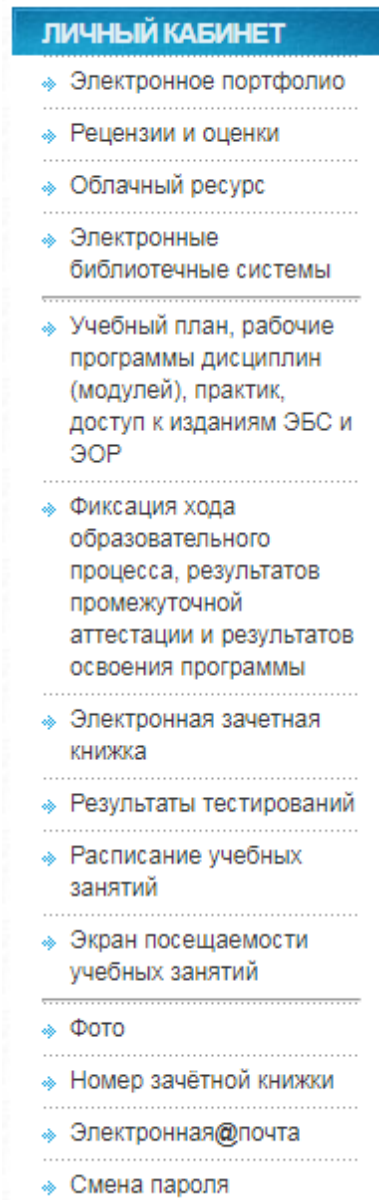 ЛИЧНЫЙ КАБИНЕТ
Электронное портфолио
Рецензии и оценки
Облачный ресурс
Электронные
библиотечные системы
Учебный план, рабочие
программы дисциплин
(модулей), практик,
доступ к изданиям ЭБС и
ЭОР
Фиксация хода
образовательного
процесса, результатов
промежуточной
аттестации и результатов
освоения программы
Электронная зачетная
книжка
Результаты тестирований
Расписание учебных
занятий
Экран посещаемости
учебных занятий
Фото
Номер зачётной книжки
Электронная@почта
Смена пароля